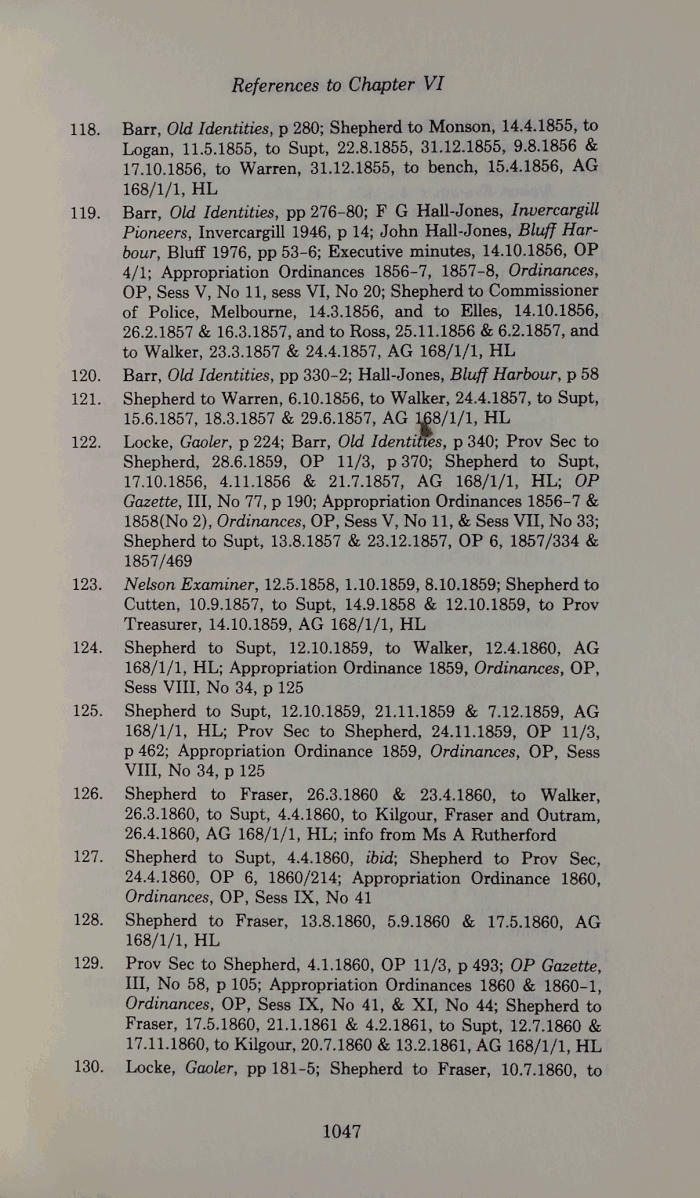 References to Chapter VI
118. Barr, Old Identities, p 280; Shepherd to Monson, 14.4.1855, to
Logan, 11.5.1855, to Supt, 22.8.1855, 31.12.1855, 9.8.1856 &
17.10.1856, to Warren, 31.12.1855, to bench, 15.4.1856, AG
168/1/1, HL
119. Barr, Old Identities, pp 276-80; F G Hall-Jones, Invercargill
Pioneers, Invercargill 1946, p 14; John Hall-Jones, Bluff Har-
bour, Bluff 1976, pp 53-6; Executive minutes, 14.10.1856, OP
4/1; Appropriation Ordinances 1856-7, 1857-8, Ordinances,
OP, Sess V, No 11, sess VI, No 20; Shepherd to Commissioner
of Police, Melbourne, 14.3.1856, and to Elles, 14.10.1856,
26.2.1857 & 16.3.1857, and to Ross, 25.11.1856 & 6.2.1857, and
to Walker, 23.3.1857 & 24.4.1857, AG 168/1/1, HL
120. Barr, Old Identities, pp 330-2; Hall-Jones, Bluff Harbour, p 58
121. Shepherd to Warren, 6.10.1856, to Walker, 24.4.1857, to Supt,
15.6.1857, 18.3.1857 & 29.6.1857, AG 168/1/1, HL
122. Locke, Gaoler, p 224; Barr, Old Identities, p 340; Prov Sec to
Shepherd, 28.6.1859, OP 11/3, p 370; Shepherd to Supt,
17.10.1856, 4.11.1856 & 21.7.1857, AG 168/1/1, HL; OP
Gazette, III, No 77, p 190; Appropriation Ordinances 1856-7 &
1858(No 2), Ordinances, OP, Sess V, No 11, & Sess VII, No 33;
Shepherd to Supt, 13.8.1857 & 23.12.1857, OP 6, 1857/334 &
1857/469
123. Nelson Examiner, 12.5.1858, 1.10.1859, 8.10.1859; Shepherd to
Cutten, 10.9.1857, to Supt, 14.9.1858 & 12.10.1859, to Prov
Treasurer, 14.10.1859, AG 168/1/1, HL
124. Shepherd to Supt, 12.10.1859, to Walker, 12.4.1860, AG
168/1/1, HL; Appropriation Ordinance 1859, Ordinances, OP,
Sess VIII, No 34, p 125
125. Shepherd to Supt, 12.10.1859, 21.11.1859 & 7.12.1859, AG
168/1/1, HL; Prov Sec to Shepherd, 24.11.1859, OP 11/3,
p 462; Appropriation Ordinance 1859, Ordinances, OP, Sess
VIII, No 34, p 125
126. Shepherd to Fraser, 26.3.1860 & 23.4.1860, to Walker,
26.3.1860, to Supt, 4.4.1860, to Kilgour, Fraser and Outram,
26.4.1860, AG 168/1/1, HL; info from Ms A Rutherford
127. Shepherd to Supt, 4.4.1860, ibid; Shepherd to Prov Sec,
24.4.1860, OP 6, 1860/214; Appropriation Ordinance 1860,
Ordinances, OP, Sess IX, No 41
128. Shepherd to Fraser, 13.8.1860, 5.9.1860 & 17.5.1860, AG
168/1/1, HL
129. Prov Sec to Shepherd, 4.1.1860, OP 11/3, p 493; OP Gazette,
III, No 58, p 105; Appropriation Ordinances 1860 & 1860-1,
Ordinances, OP, Sess IX, No 41, & XI, No 44; Shepherd to
Fraser, 17.5.1860, 21.1.1861 & 4.2.1861, to Supt, 12.7.1860 &
17.11.1860, to Kilgour, 20.7.1860 & 13.2.1861, AG 168/1/1, HL
130. Locke, Gaoler, pp 181-5; Shepherd to Fraser, 10.7.1860, to
1047